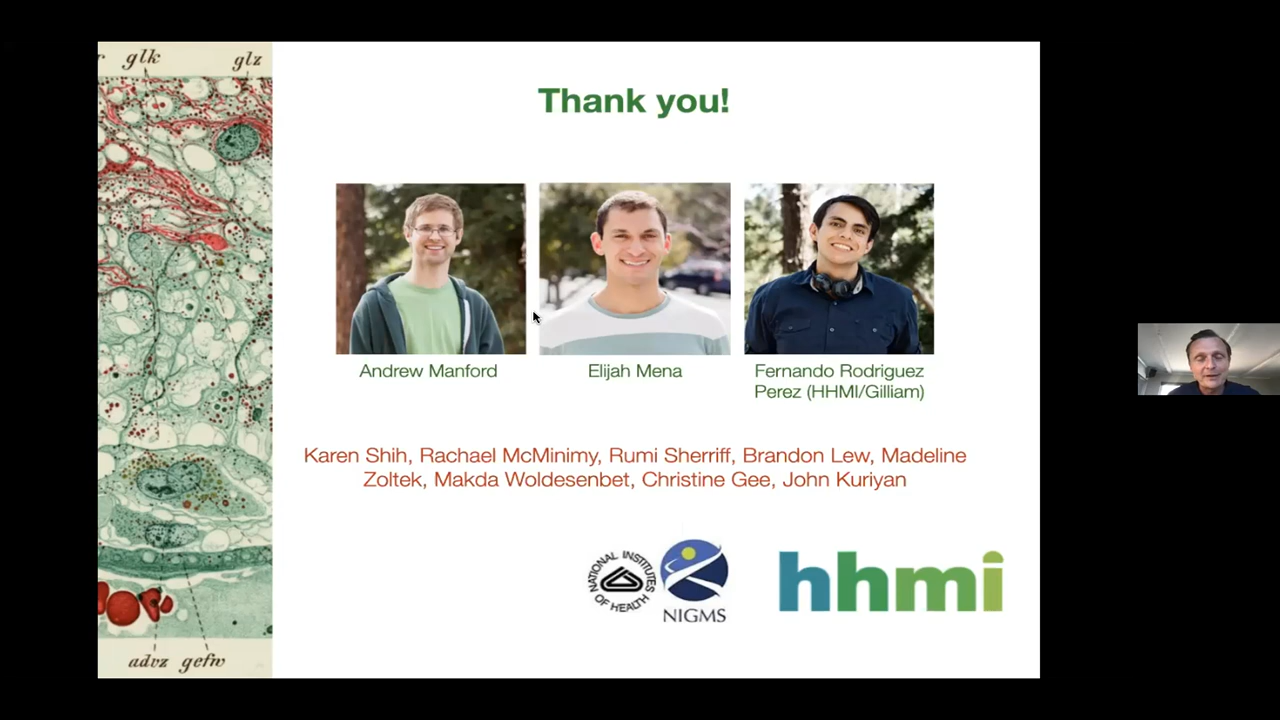 glk
glz
Thank you!
Andrew Manford
Elijah Mena
Fernando Rodriguez
Perez (HHMI/Gilliam)
Karen Shih, Rachael McMinimy, Rumi Sherriff, Brandon Lew, Madeline
Zoltek, Makda Woldesenbet, Christine Gee, John Kuriyan
NATIONAL INSTITUTES
OF HEALTH
NIGMS
hhmi
advz gefw